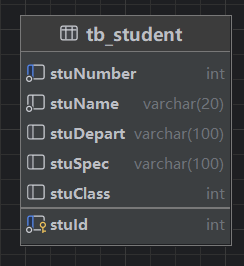 tb_student
stuNumber int
stuName varchar(20)
stuDepart varchar(100)
stuSpec varchar(100)
stuClass int
stuId int